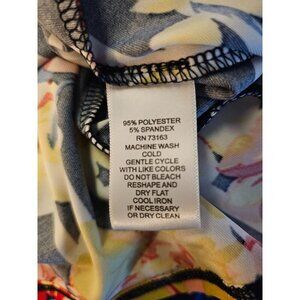 95% POLYESTER
5% SPANDEX
RN 73163
MACHINE WASH
COLD
GENTLE CYCLE
WITH LIKE COLORS
DO NOT BLEACH
RESHAPE AND
DRY FLAT
COOL IRON
IF NECESSARY
OR DRY CLEAN